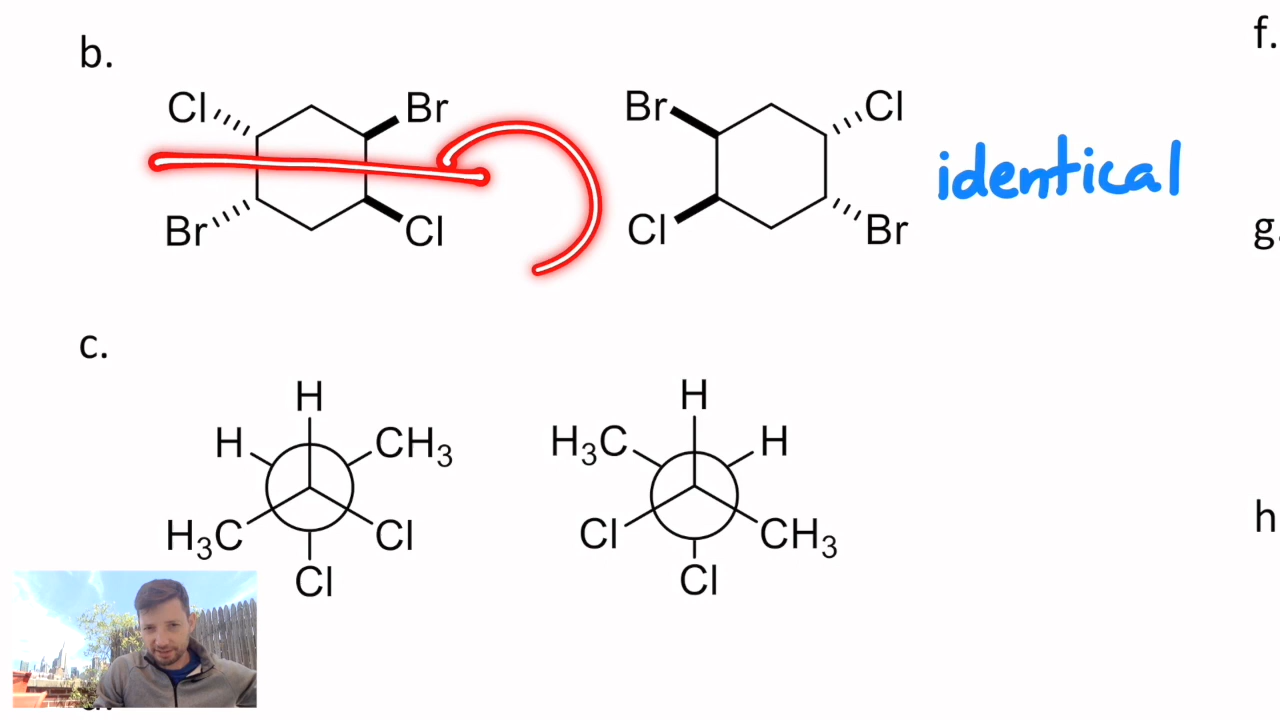 b.
f.
Cl Br Br Cl
identical
Br Cl Cl Br
g.
c.
H H
H CH3 H3C H
h
H3C Cl Cl CH3
Cl Cl